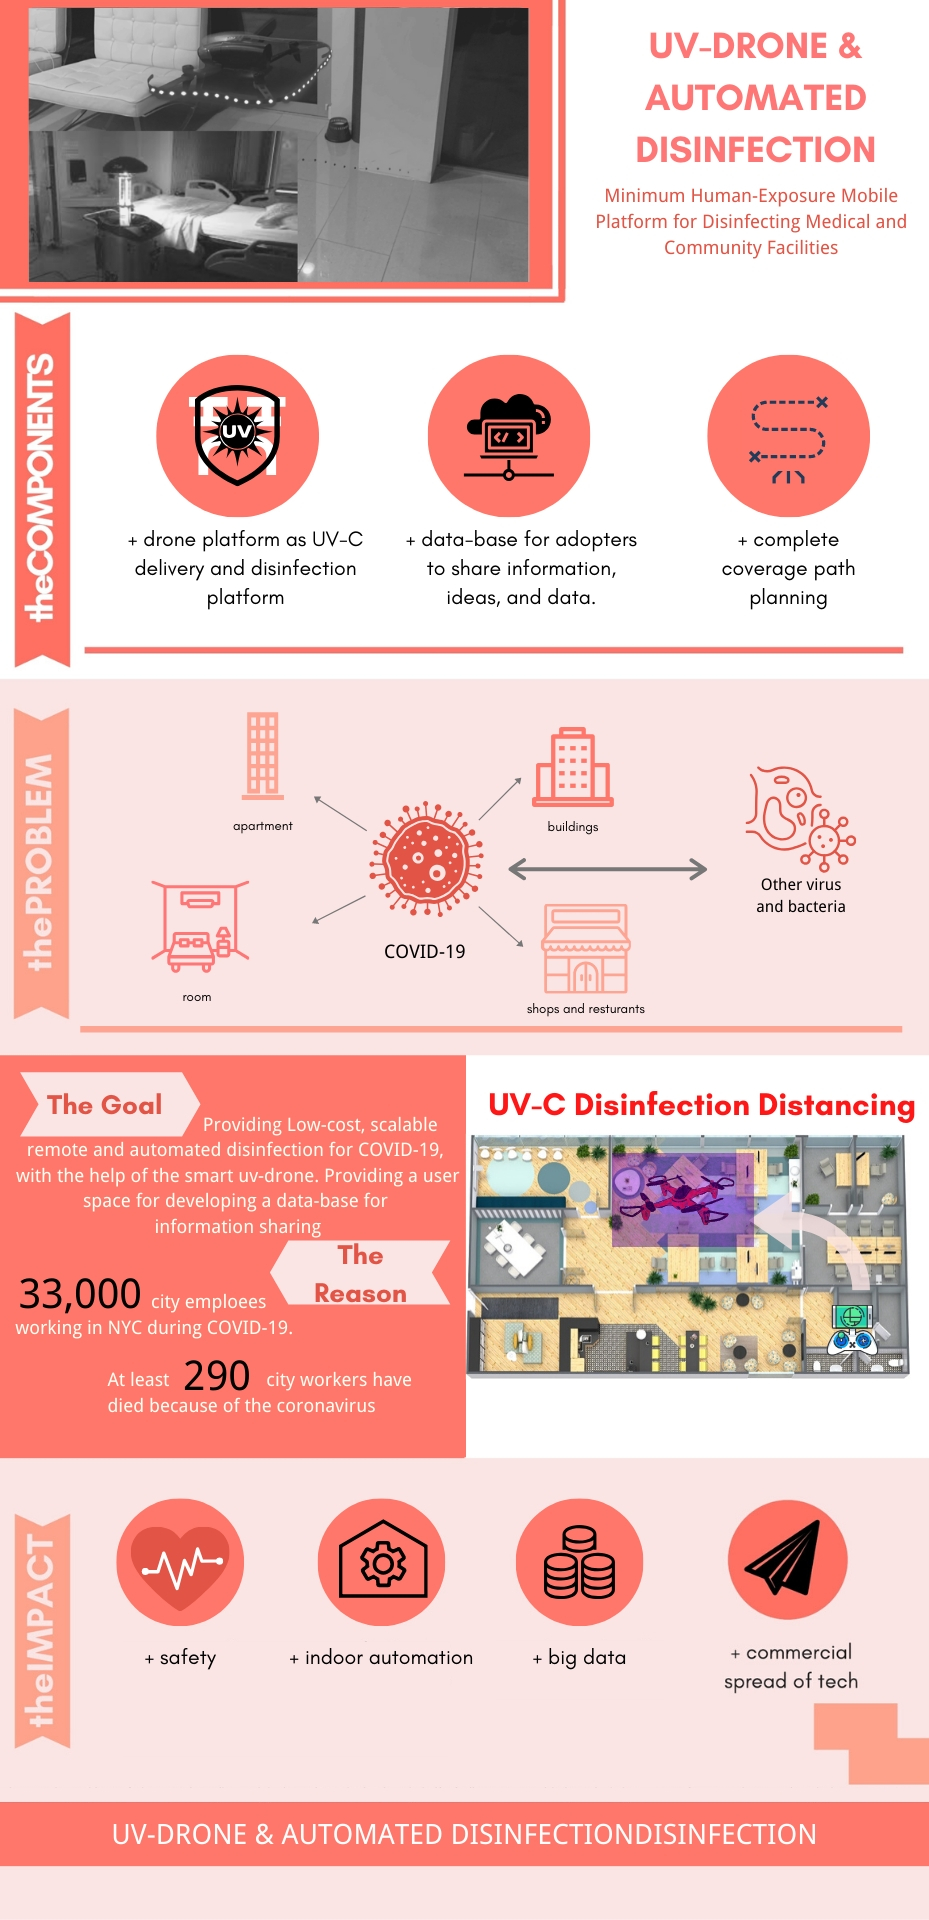 UV-DRONE &
AUTOMATED
DISINFECTION
Minimum Human-Exposure Mobile
Platform for Disinfecting Medical and
Community Facilities
theCOMPONENTS
UV
</>
+ drone platform as UV-C
delivery and disinfection
platform
+ data-base for adopters
to share information,
ideas, and data.
+ complete
coverage path
planning
thePROBLEM
apartment
buildings
room
COVID-19
shops and resturants
Other virus
and bacteria
The Goal
Providing Low-cost, scalable
remote and automated disinfection for COVID-19,
with the help of the smart uv-drone. Providing a user
space for developing a data-base for
information sharing
The
Reason
33,000 city emploees
working in NYC during COVID-19.
At least 290 city workers have
died because of the coronavirus
UV-C Disinfection Distancing
theIMPACT
+ safety
+ indoor automation
+ big data
+ commercial
spread of tech
UV-DRONE & AUTOMATED DISINFECTIONDISINFECTION